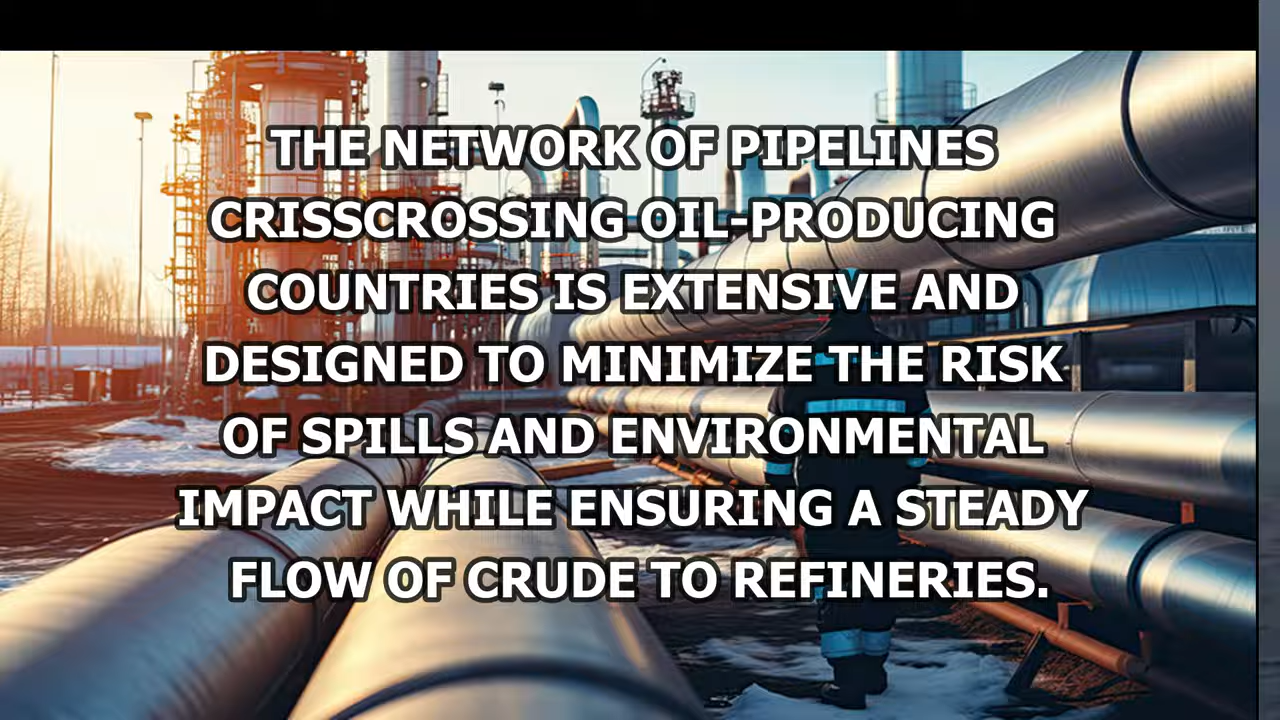 THE NETWORK OF PIPELINES
CRISSCROSSING OIL-PRODUCING
COUNTRIES IS EXTENSIVE AND
DESIGNED TO MINIMIZE THE RISK
OF SPILLS AND ENVIRONMENTAL
IMPACT WHILE ENSURING A STEADY
FLOW OF CRUDE TO REFINERIES.